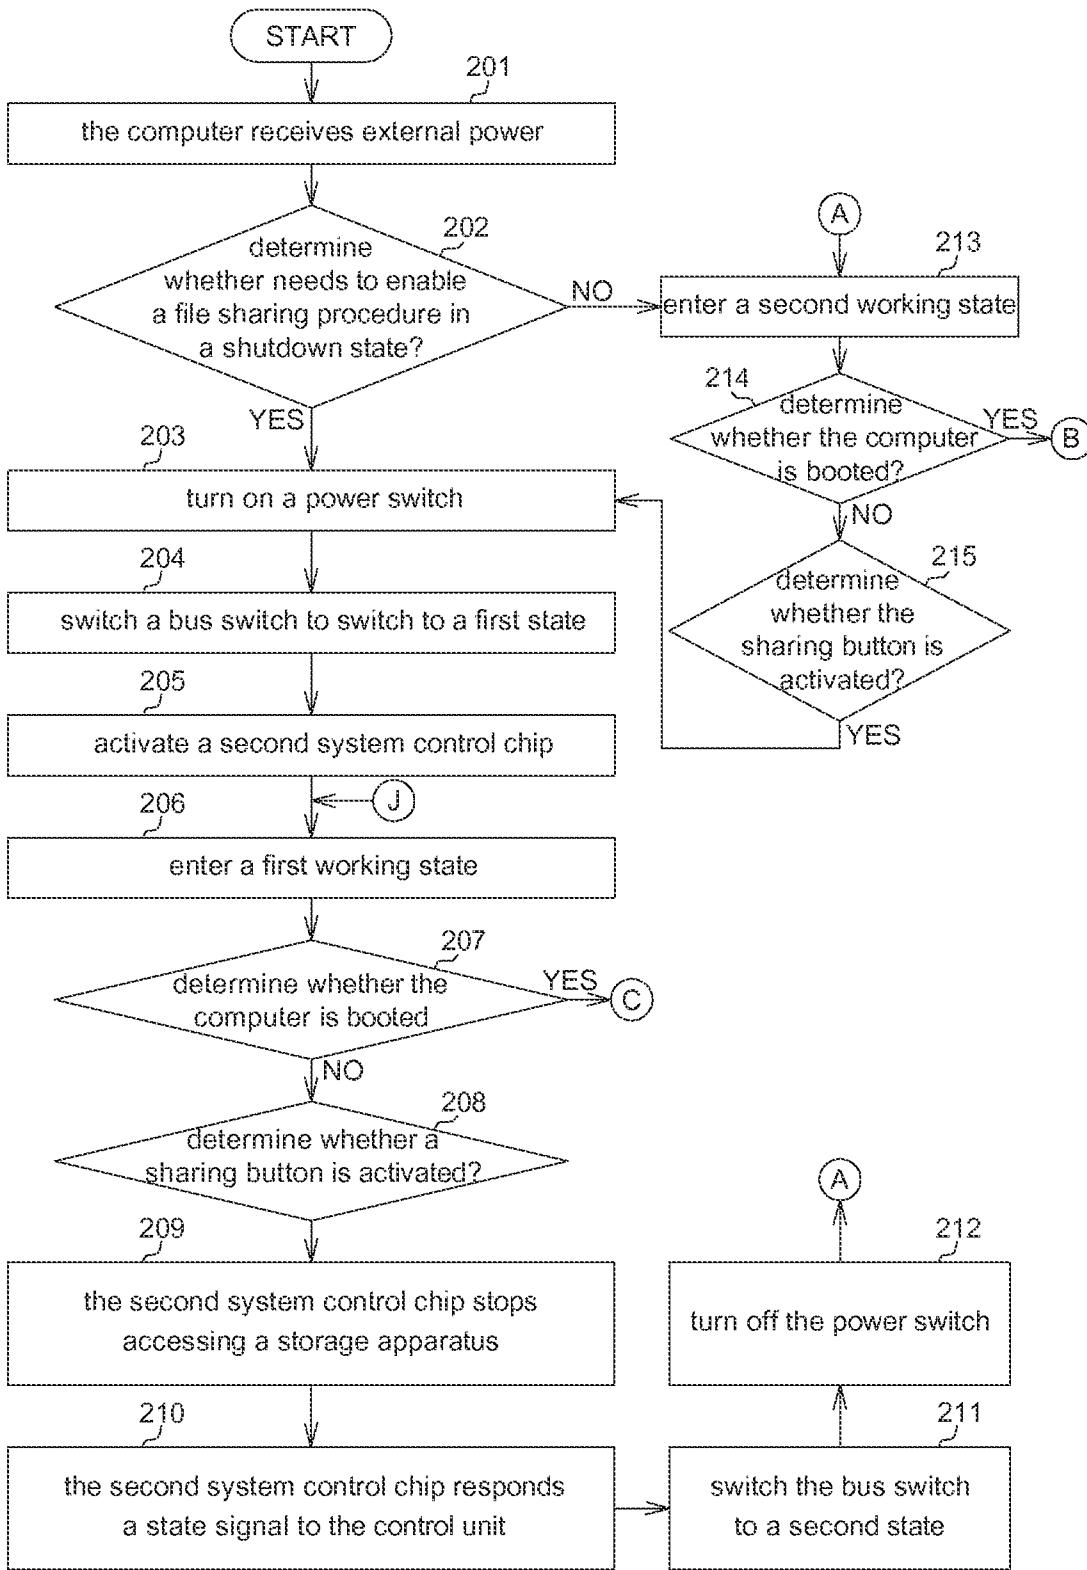 START
201
the computer receives external power
202
determine
whether needs to enable
a file sharing procedure in
a shutdown state?
NO
YES
A
213
enter a second working state
214
determine
whether the computer
is booted?
YES
B
NO
215
determine
whether the
sharing button is
activated?
YES
203
turn on a power switch
204
switch a bus switch to switch to a first state
205
activate a second system control chip
J
206
enter a first working state
207
determine whether the
computer is booted
YES
C
NO
208
determine whether a
sharing button is activated?
209
the second system control chip stops
accessing a storage apparatus
210
the second system control chip responds
a state signal to the control unit
211
switch the bus switch
to a second state
212
turn off the power switch
A